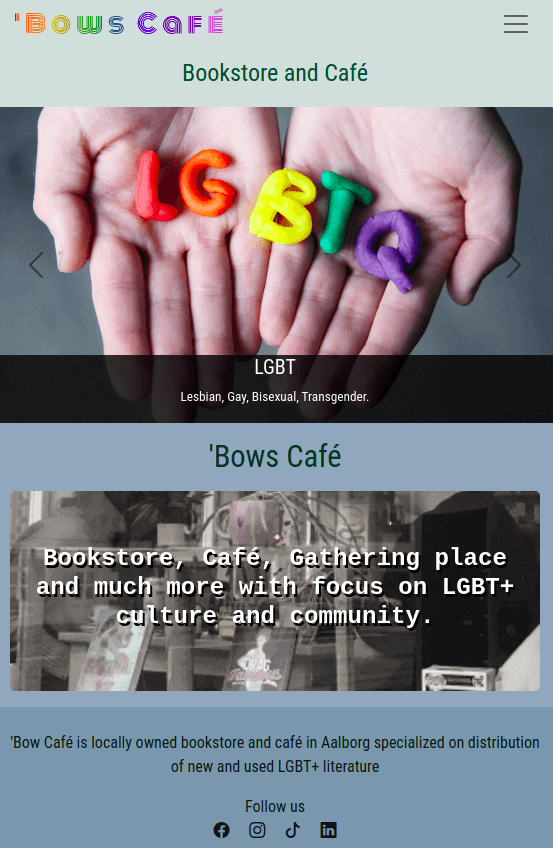 'Bows Café
Bookstore and Café
LGBTQ
LGBT
Lesbian, Gay, Bisexual, Transgender.
'Bows Café
Bookstore, Café, Gathering place
and much more with focus on LGBT+
culture and community.
DRAG
'Bow Café is locally owned bookstore and café in Aalborg specialized on distribution
of new and used LGBT+ literature
Follow us